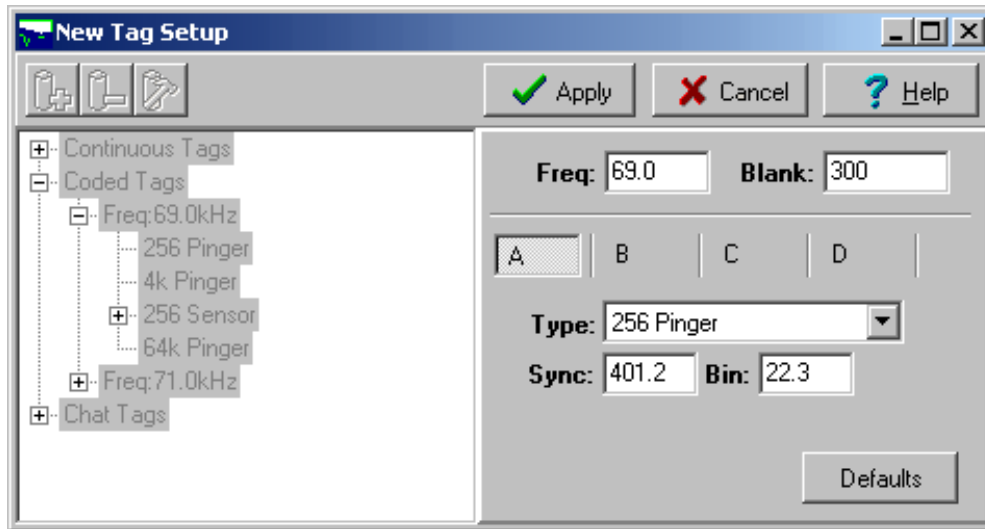 New Tag Setup
Apply
Cancel
Help
Continuous Tags
Coded Tags
Freq:69.0kHz
256 Pinger
4k Pinger
256 Sensor
64k Pinger
Freq:71.0kHz
Chat Tags
Freq: 69.0 Blank: 300
A B C D
Type: 256 Pinger
Sync: 401.2 Bin: 22.3
Defaults